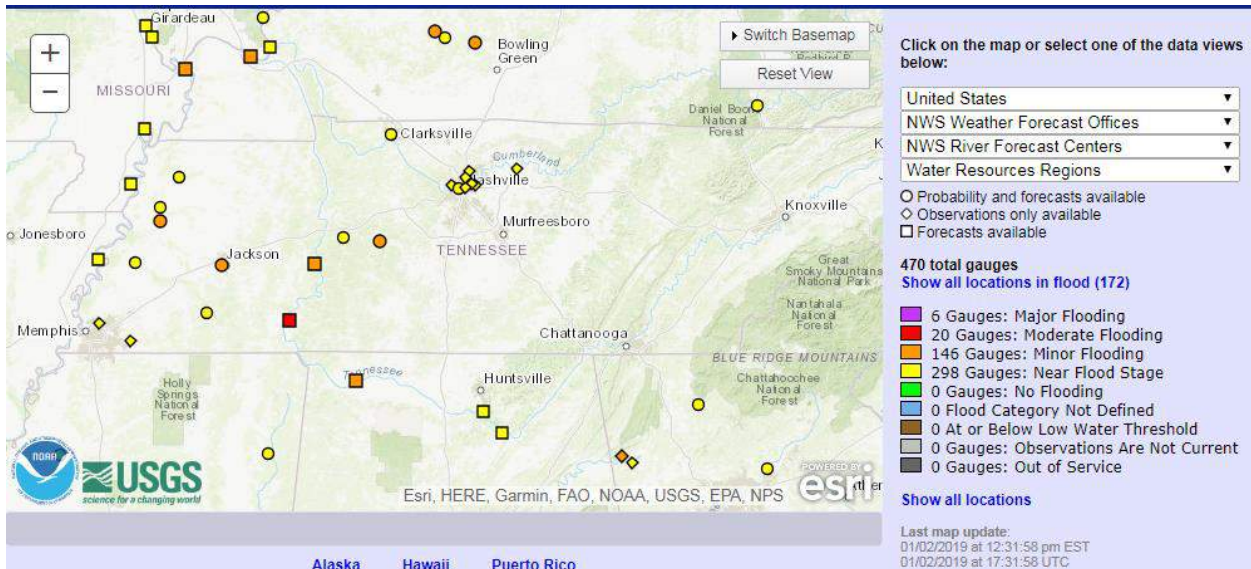 Girardeau
Bowling
Green
Switch Basemap
Reset View
MISSOURI
Daniel Boon
National
Forest
Clarksville
Cumberland
ashville
Knoxville
Murfreesboro
Jonesboro
TENNESSEE
Jackson
Great
Smoky Mountains
National Park
Nantahala
National
Forest
Memphis
Chattanooga
BLUE RIDGE MOUNTAINS
Tennessee
Huntsville
Chattahoochee
National
Forest
Holly
Springs
National
Forest
+
−
NOAA
USGS
science for a changing world
Esri, HERE, Garmin, FAO, NOAA, USGS, EPA, NPS
POWERED BY
esri
Alaska Hawaii Puerto Rico
Click on the map or select one of the data views
below:
United States
NWS Weather Forecast Offices
NWS River Forecast Centers
Water Resources Regions
Probability and forecasts available
Observations only available
Forecasts available
470 total gauges
Show all locations in flood (172)
6 Gauges: Major Flooding
20 Gauges: Moderate Flooding
146 Gauges: Minor Flooding
298 Gauges: Near Flood Stage
0 Gauges: No Flooding
0 Flood Category Not Defined
0 At or Below Low Water Threshold
0 Gauges: Observations Are Not Current
0 Gauges: Out of Service
Show all locations
Last map update:
01/02/2019 at 12:31:58 pm EST
01/02/2019 at 17:31:58 UTC